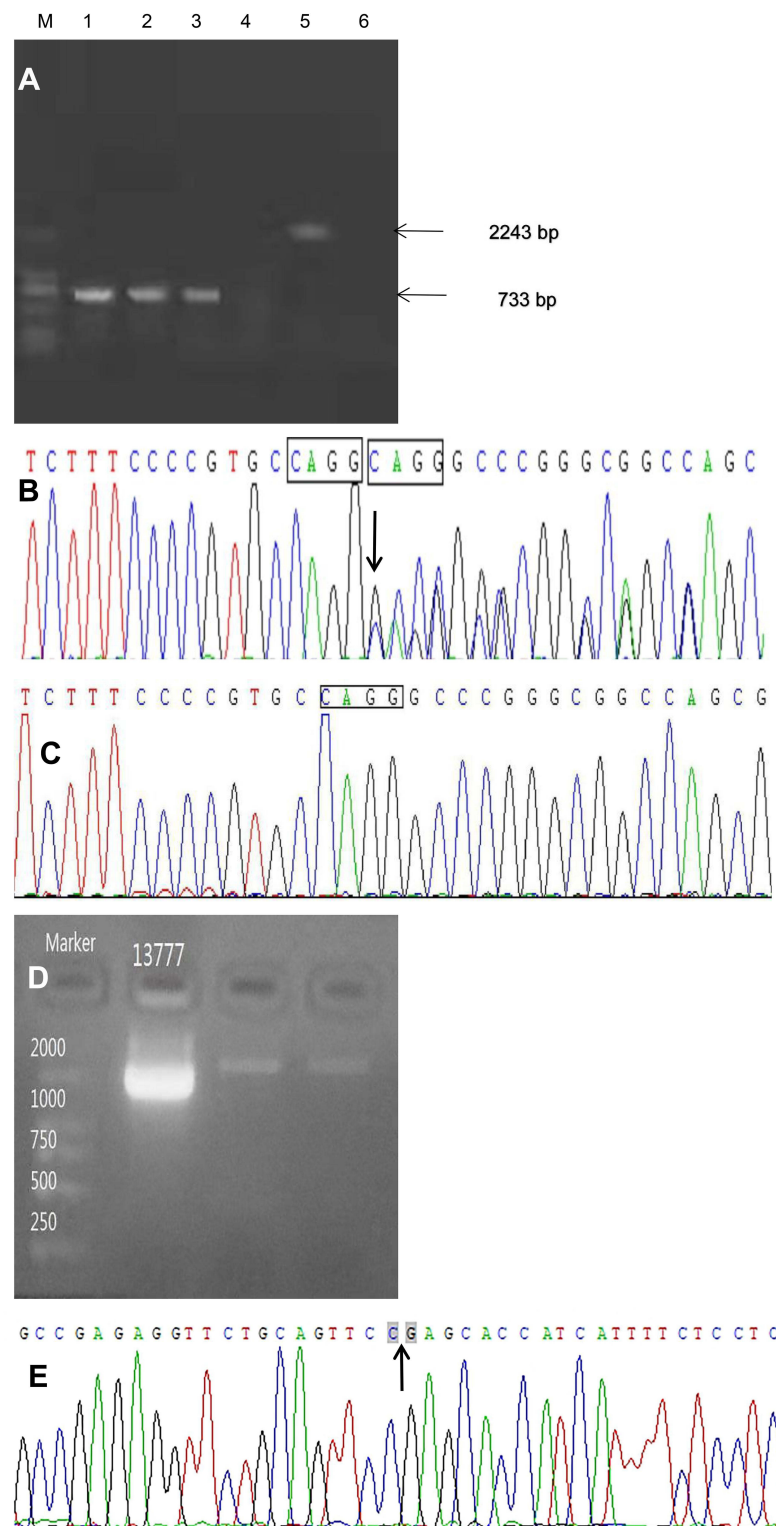 M 1 2 3 4 5 6
A
2243 bp
733 bp
T C T T T C C C C G T G C C A G G C A G G G C C C G G G C G G C C A G C
B
T C T T T C C C C G T G C C A G G G C C C G G G C G G C C A G C G
C
Marker 13777
D
2000
1000
750
500
250
G C C G A G A G G T T C T G C A G T T C C G A G C A C C A T C A T T T T C T C C T C
E